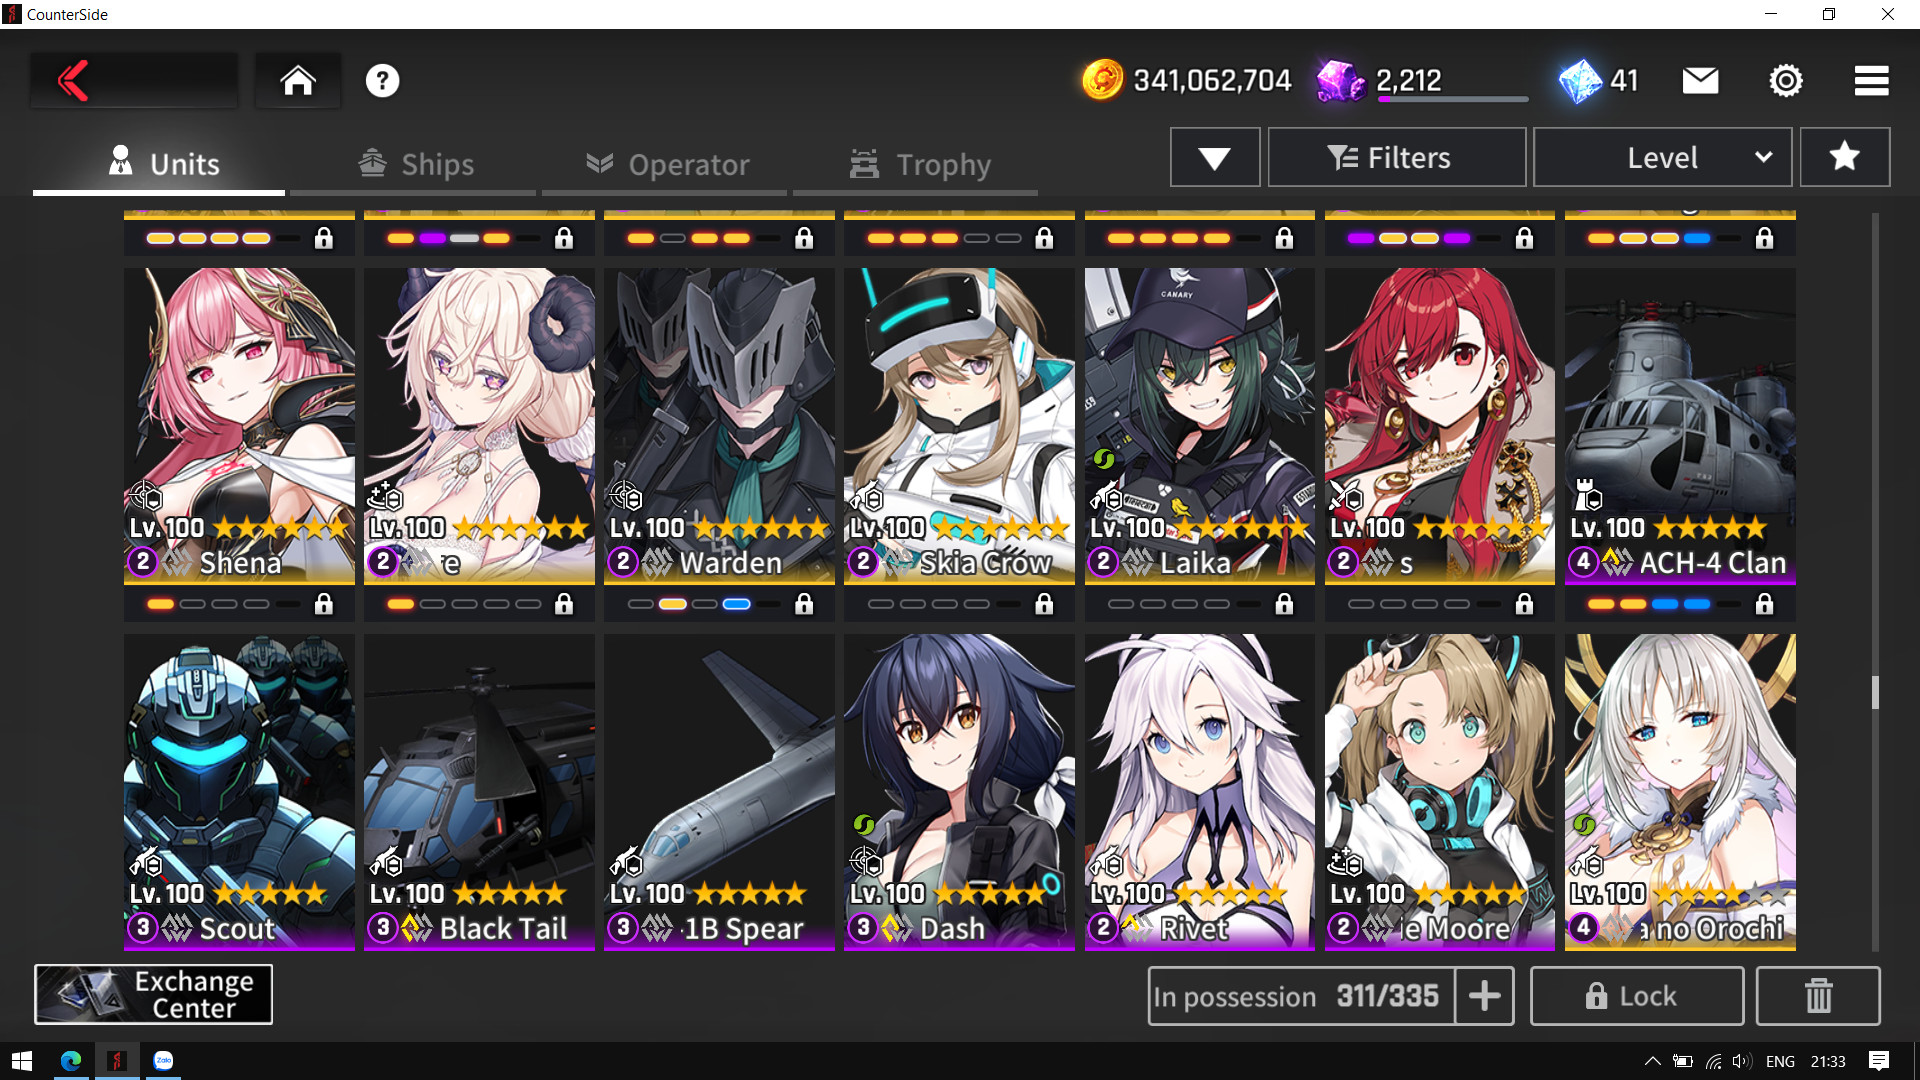 CounterSide
341,062,704
2,212
41
Units
Ships
Operator
Trophy
Filters
Level
CANARY
Lv.100
2 Shena
Lv.100
2 re
Lv.100
2 Warden
Lv.100
2 Skia Crow
Lv.100
2 Laika
Lv.100
2 s
Lv.100
4 ACH-4 Clan
Lv.100
3 Scout
Lv.100
3 Black Tail
Lv.100
3 -1B Spear
Lv.100
3 Dash
Lv.100
2 Rivet
Lv.100
2 ie Moore
Lv.100
4 a no Orochi
Exchange
Center
In possession 311/335
Lock
Zalo
ENG
21:33